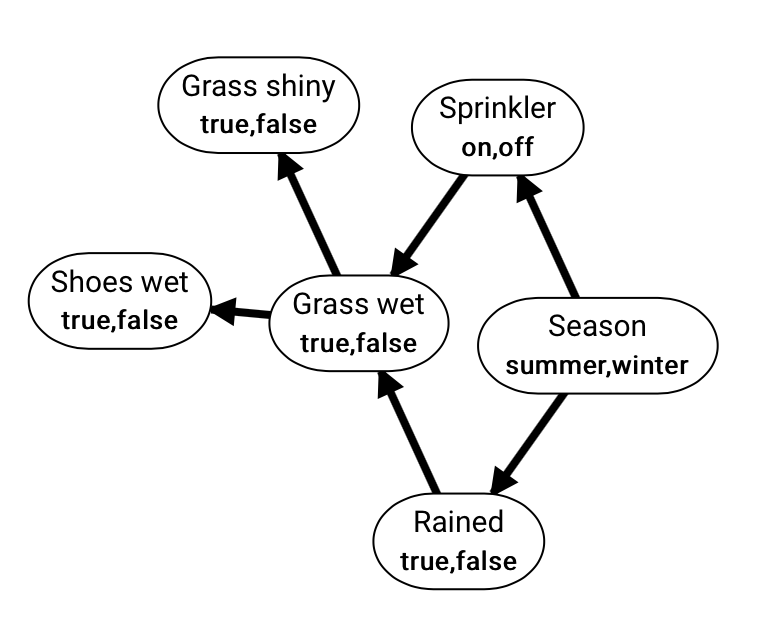 Grass shiny
true,false
Sprinkler
on,off
Shoes wet
true,false
Grass wet
true,false
Season
summer,winter
Rained
true,false